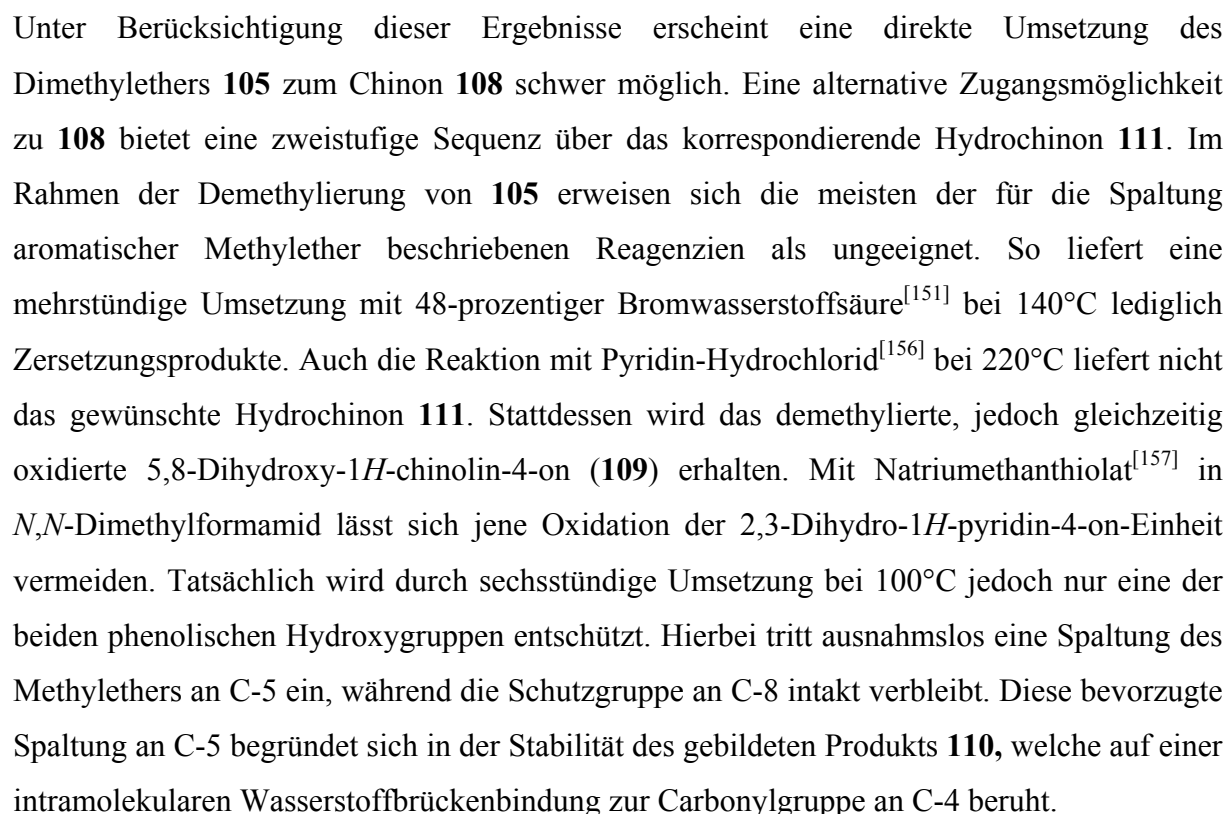 Unter Berücksichtigung dieser Ergebnisse erscheint eine direkte Umsetzung des
Dimethylethers 105 zum Chinon 108 schwer möglich. Eine alternative Zugangsmöglichkeit
zu 108 bietet eine zweistufige Sequenz über das korrespondierende Hydrochinon 111. Im
Rahmen der Demethylierung von 105 erweisen sich die meisten der für die Spaltung
aromatischer Methylether beschriebenen Reagenzien als ungeeignet. So liefert eine
mehrstündige Umsetzung mit 48-prozentiger Bromwasserstoffsäure[151] bei 140°C lediglich
Zersetzungsprodukte. Auch die Reaktion mit Pyridin-Hydrochlorid[156] bei 220°C liefert nicht
das gewünschte Hydrochinon 111. Stattdessen wird das demethylierte, jedoch gleichzeitig
oxidierte 5,8-Dihydroxy-1H-chinolin-4-on (109) erhalten. Mit Natriumethanthiolat[157] in
N,N-Dimethylformamid lässt sich jene Oxidation der 2,3-Dihydro-1H-pyridin-4-on-Einheit
vermeiden. Tatsächlich wird durch sechsstündige Umsetzung bei 100°C jedoch nur eine der
beiden phenolischen Hydroxygruppen entschützt. Hierbei tritt ausnahmslos eine Spaltung des
Methylethers an C-5 ein, während die Schutzgruppe an C-8 intakt verbleibt. Diese bevorzugte
Spaltung an C-5 begründet sich in der Stabilität des gebildeten Produkts 110, welche auf einer
intramolekularen Wasserstoffbrückenbindung zur Carbonylgruppe an C-4 beruht.